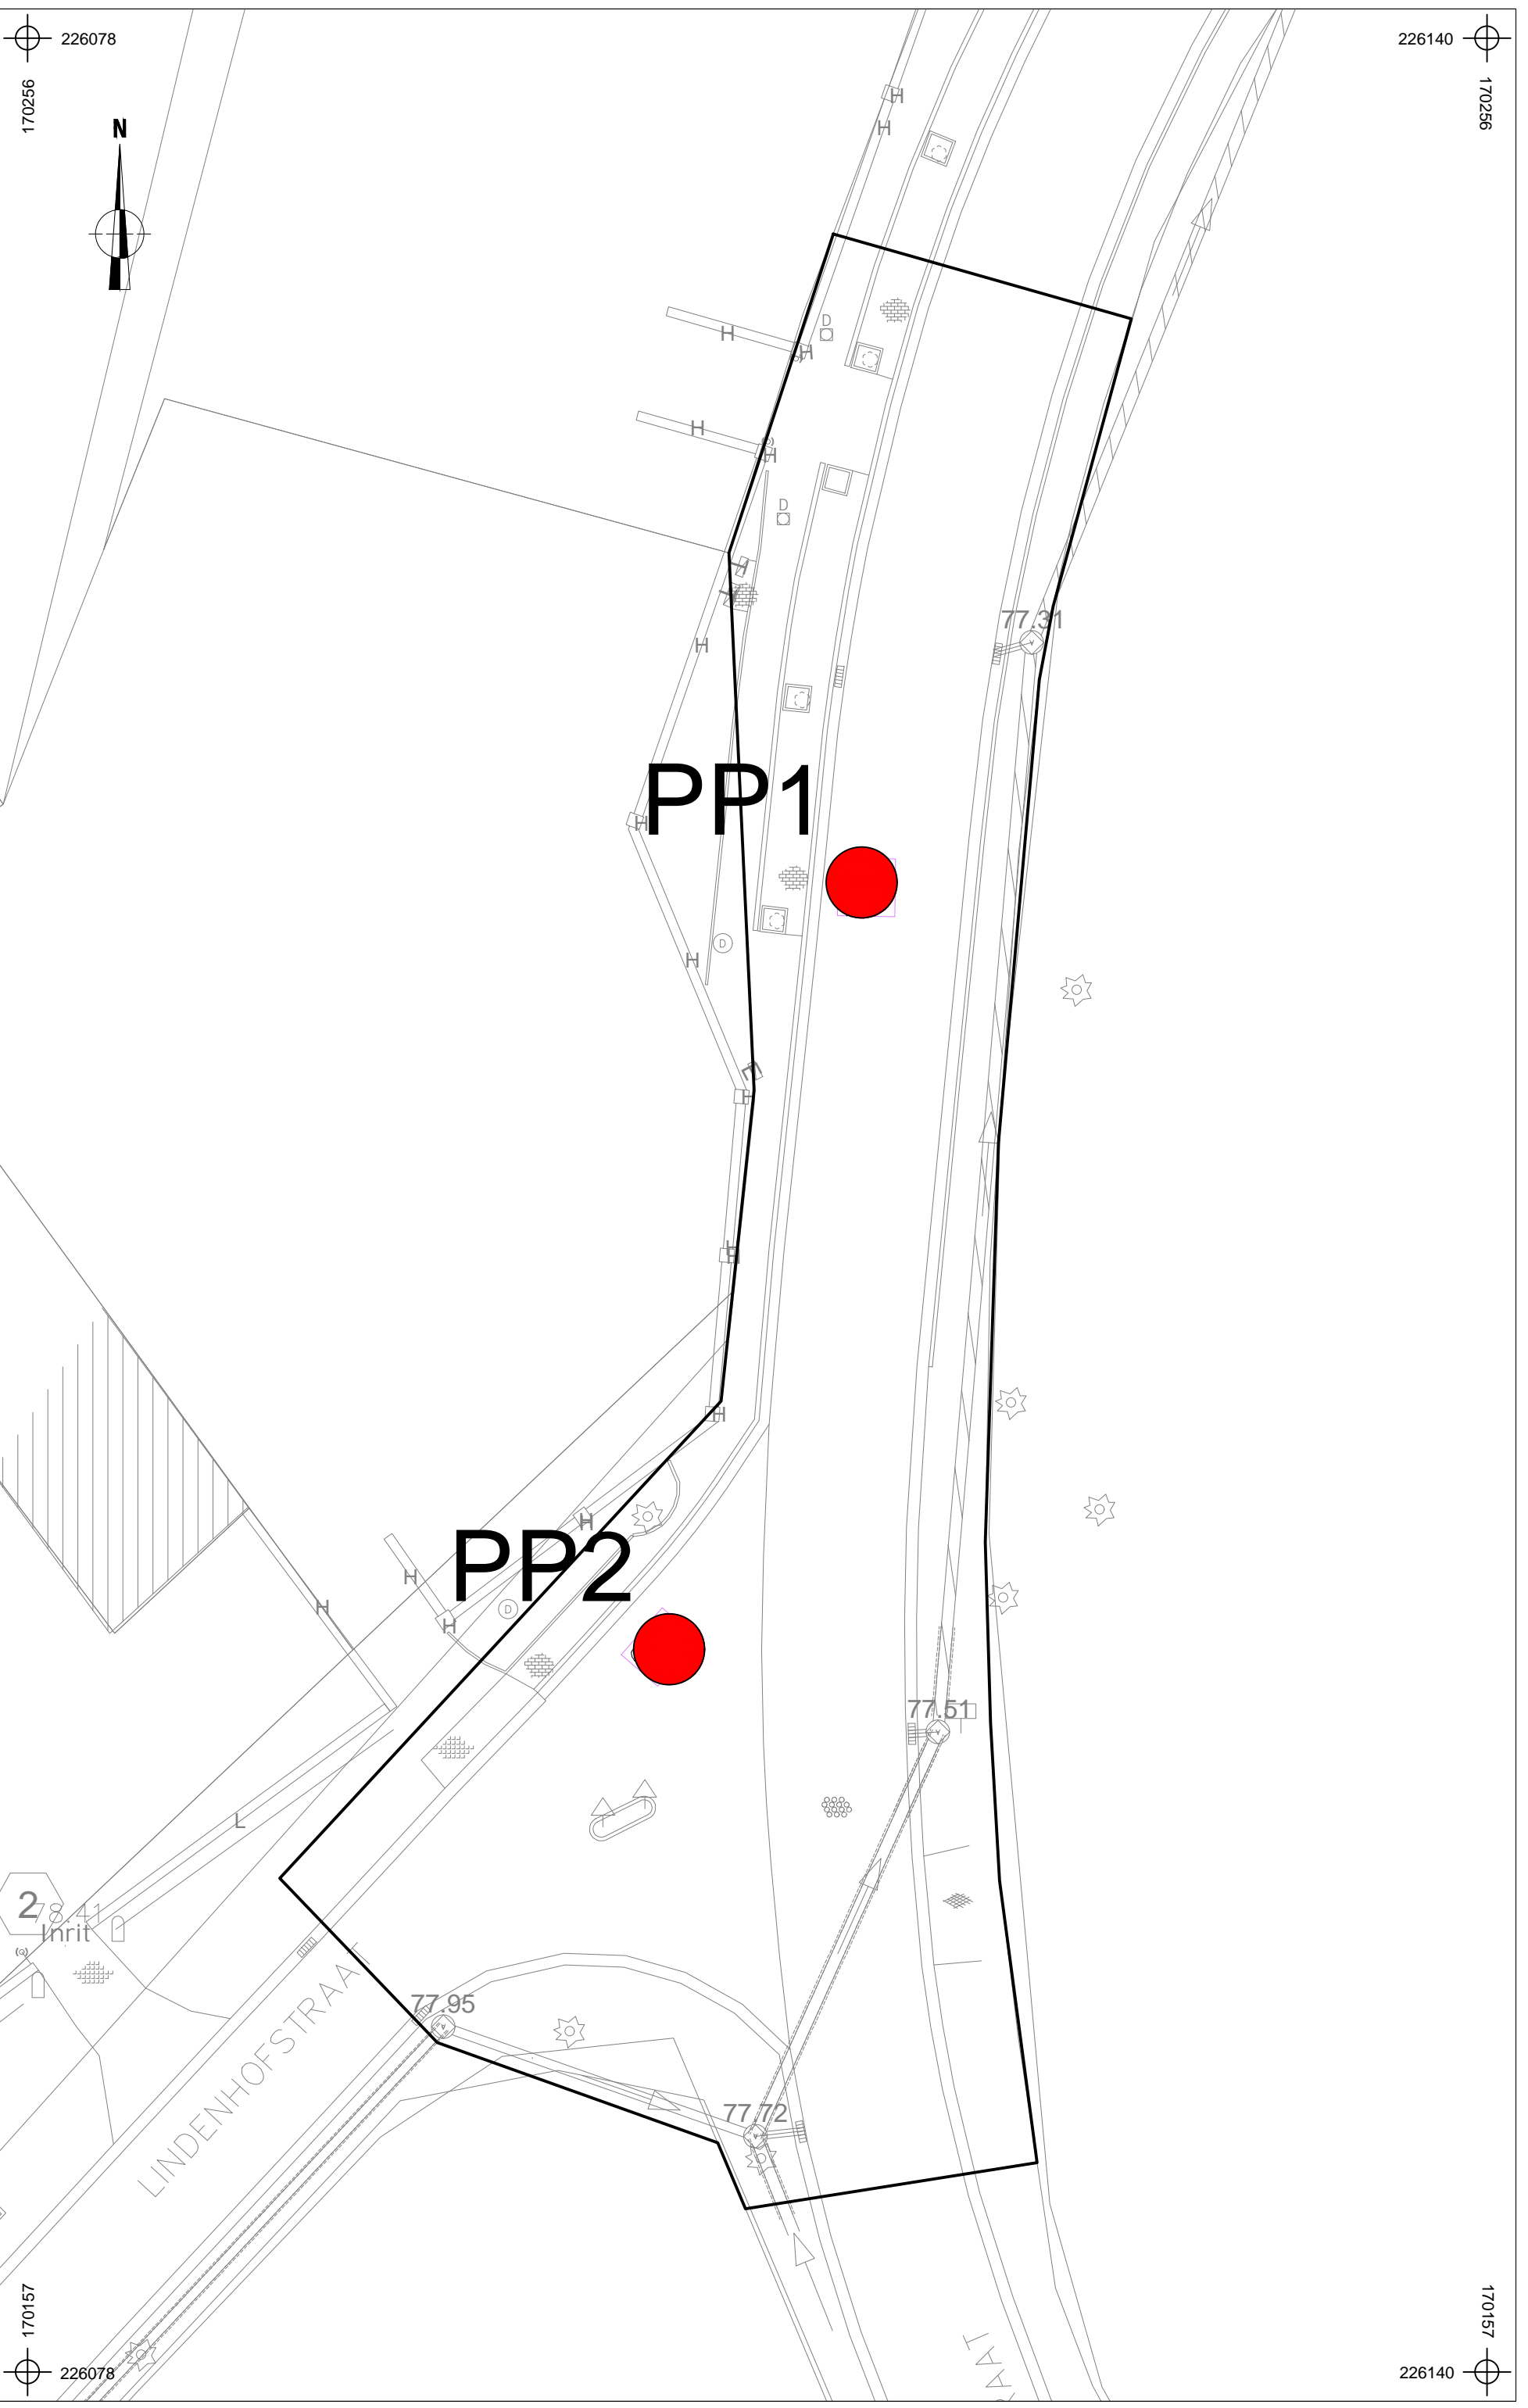 226078
226140
170256
170256
N
H
H
D
H
H
H
H
D
H
H
H
77.31
PP1
H
D
H
L
H
L
H
H
H
PP2
H
H
D
H
77.51
L
2
78.41
Inrit
77.95
LINDENHOFSTRAAT
77.72
170157
170157
226078
226140